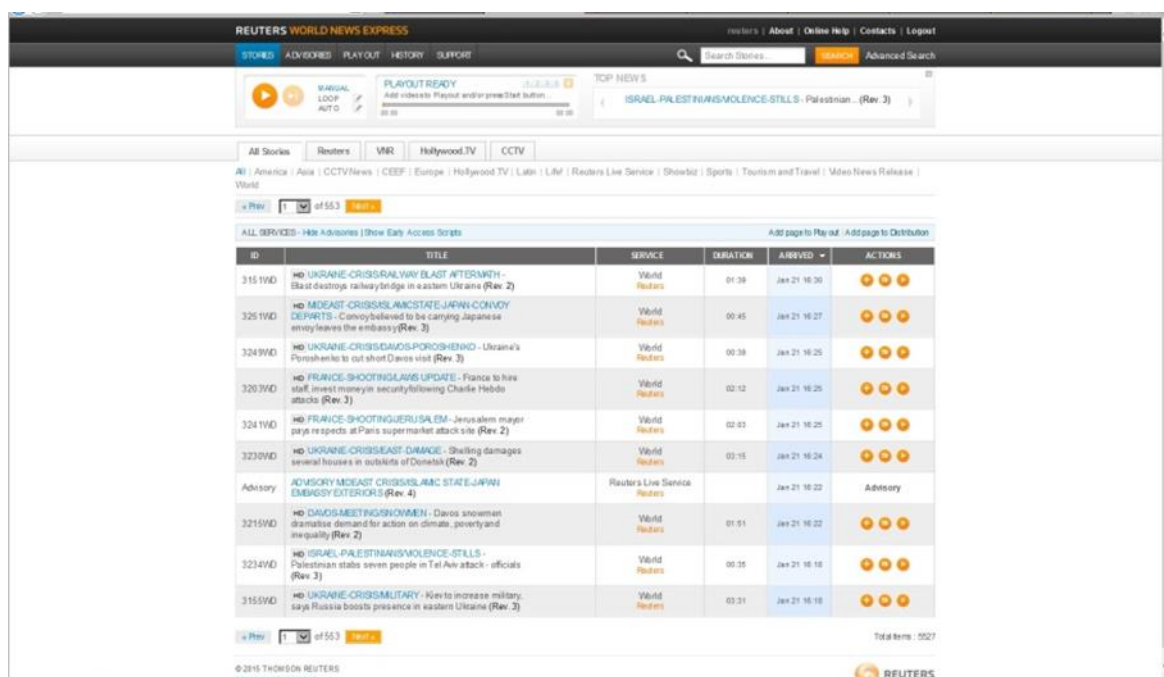 REUTERS WORLD NEWS EXPRESS
reuters | About | Online Help | Contacts | Logout
STORIES ADVISORIES PLAYOUT HISTORY SUPPORT
Search Stories... SEARCH Advanced Search
MANUAL
LOOP
AUTO
PLAYOUT READY
Add videos to Playout and/or press Start button...
TOP NEWS
ISRAEL-PALESTINIANS/VIOLENCE-STILLS - Palestinian... (Rev. 3)
All Stories Reuters VNR Hollywood.TV CCTV
All | America | Asia | CCTVNews | CEEF | Europe | Hollywood TV | Latin | Life! | Reuters Live Service | Showbiz | Sports | Tourism and Travel | Video News Release |
World
« Prev 1 of 553 Next »
ALL SERVICES - Hide Advisories | Show Early Access Scripts Add page to Playout | Add page to Distribution
ID TITLE SERVICE DURATION ARRIVED ACTIONS
3151WD HD UKRAINE-CRISIS/RAILWAY BLAST AFTERMATH -
Blast destroys railway bridge in eastern Ukraine (Rev. 2)
World
Reuters
01:39 Jan 21 16:30
3251WD HD MIDEAST-CRISIS/ISLAMICSTATE-JAPAN-CONVOY
DEPARTS - Convoy believed to be carrying Japanese
envoy leaves the embassy (Rev. 3)
World
Reuters
00:45 Jan 21 16:27
3249WD HD UKRAINE-CRISIS/DAVOS-POROSHENKO - Ukraine's
Poroshenko to cut short Davos visit (Rev. 3)
World
Reuters
00:38 Jan 21 16:25
3203WD HD FRANCE-SHOOTING/LAWS UPDATE - France to hire
staff, invest money in security following Charlie Hebdo
attacks (Rev. 3)
World
Reuters
02:12 Jan 21 16:25
3241WD HD FRANCE-SHOOTING/JERUSALEM - Jerusalem mayor
pays respects at Paris supermarket attack site (Rev. 2)
World
Reuters
02:03 Jan 21 16:25
3230WD HD UKRAINE-CRISIS/EAST-DAMAGE - Shelling damages
several houses in outskirts of Donetsk (Rev. 2)
World
Reuters
03:15 Jan 21 16:24
Advisory ADVISORY MIDEAST CRISIS/ISLAMIC STATE-JAPAN
EMBASSY EXTERIORS (Rev. 4)
Reuters Live Service
Reuters
Jan 21 16:22 Advisory
3215WD HD DAVOS-MEETING/SNOWMEN - Davos snowmen
dramatise demand for action on climate, poverty and
inequality (Rev. 2)
World
Reuters
01:51 Jan 21 16:22
3234WD HD ISRAEL-PALESTINIANS/VIOLENCE-STILLS -
Palestinian stabs seven people in Tel Aviv attack - officials
(Rev. 3)
World
Reuters
00:35 Jan 21 16:18
3155WD HD UKRAINE-CRISIS/MILITARY - Kiev to increase military,
says Russia boosts presence in eastern Ukraine (Rev. 3)
World
Reuters
03:31 Jan 21 16:18
« Prev 1 of 553 Next » Total items : 5527
© 2015 THOMSON REUTERS
REUTERS